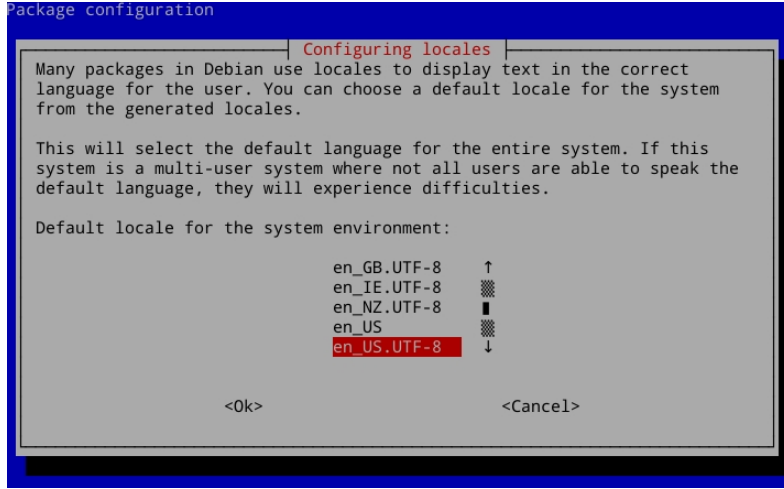 Package configuration
Configuring locales
Many packages in Debian use locales to display text in the correct
language for the user. You can choose a default locale for the system
from the generated locales.
This will select the default language for the entire system. If this
system is a multi-user system where not all users are able to speak the
default language, they will experience difficulties.
Default locale for the system environment:
en_GB.UTF-8 ↑
en_IE.UTF-8
en_NZ.UTF-8
en_US
en_US.UTF-8 ↓
<Ok> <Cancel>